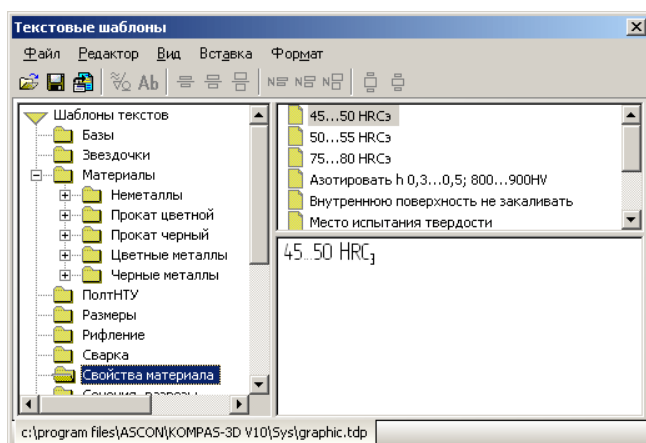 Текстовые шаблоны
Файл Редактор Вид Вставка Формат
Ab
Шаблоны текстов
Базы
Звездочки
Материалы
Неметаллы
Прокат цветной
Прокат черный
Цветные металлы
Черные металлы
ПолтНТУ
Размеры
Рифление
Сварка
Свойства материала
Сечения, разрезы
45...50 HRCэ
50...55 HRCэ
75...80 HRCэ
Азотировать h 0,3...0,5; 800...900HV
Внутреннюю поверхность не закаливать
Место испытания твердости
45...50 HRCэ
c:\program files\ASCON\KOMPAS-3D V10\Sys\graphic.tdp